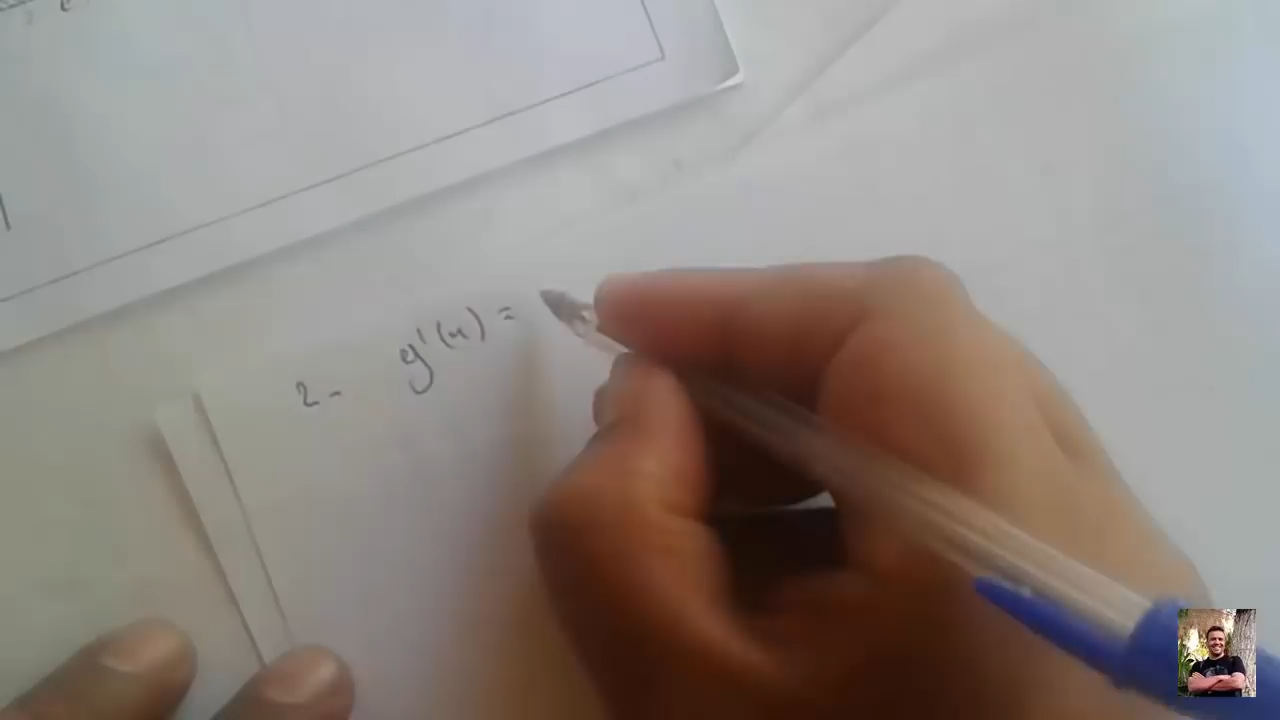 2- g'(x) =